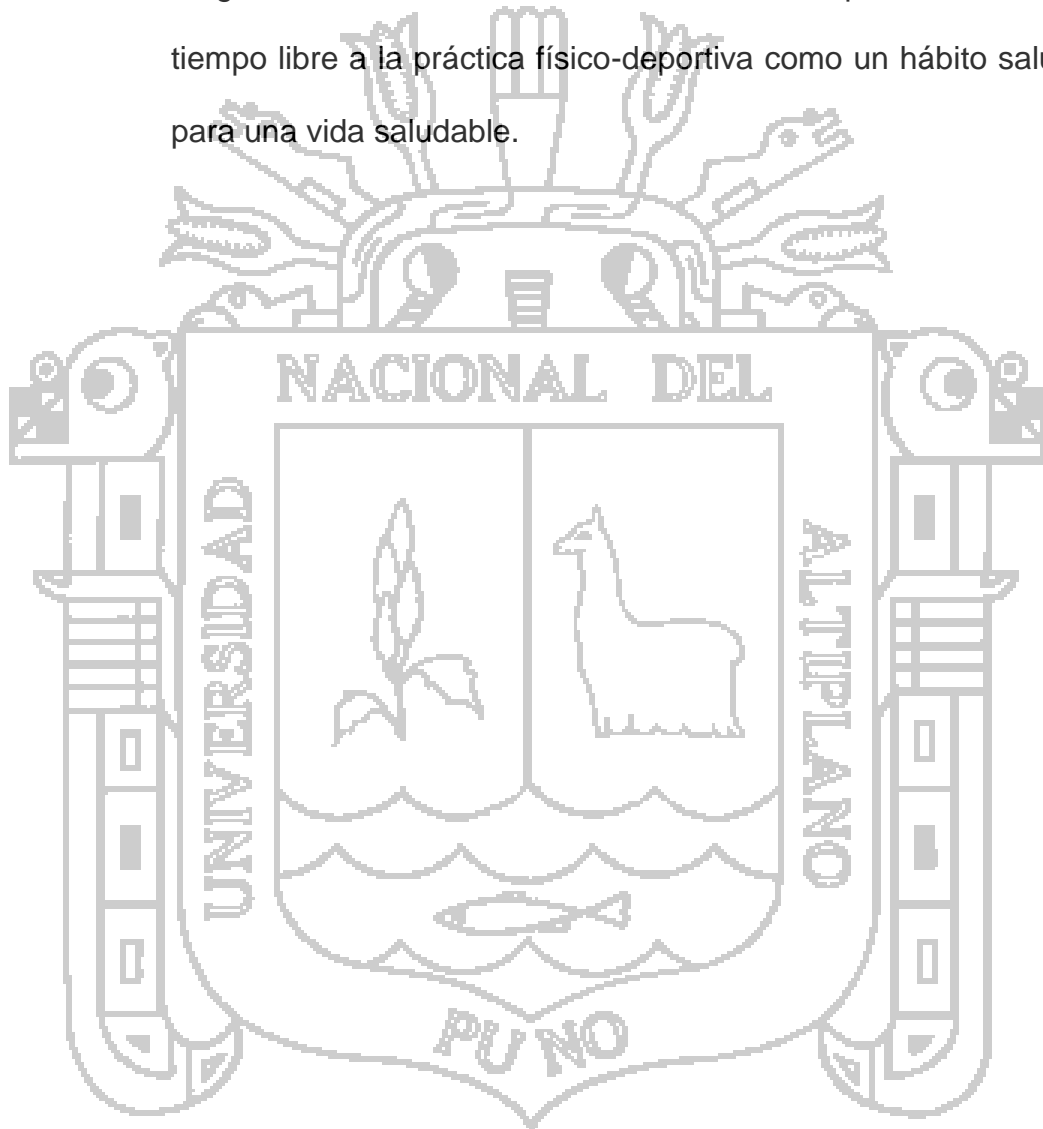 tiempo libre a la práctica físico-deportiva como un hábito
para una vida saludable.
NACIONAL DEL
UNIVERSIDAD
ALTIPLANO
PUNO